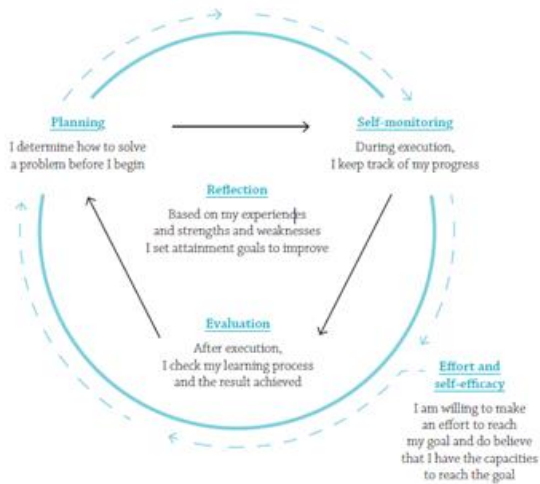 Planning
I determine how to solve
a problem before I begin
Self-monitoring
During execution,
I keep track of my progress
Reflection
Based on my experiences
and strengths and weaknesses
I set attainment goals to improve
Evaluation
After execution,
I check my learning process
and the result achieved
Effort and
self-efficacy
I am willing to make
an effort to reach
my goal and do believe
that I have the capacities
to reach the goal